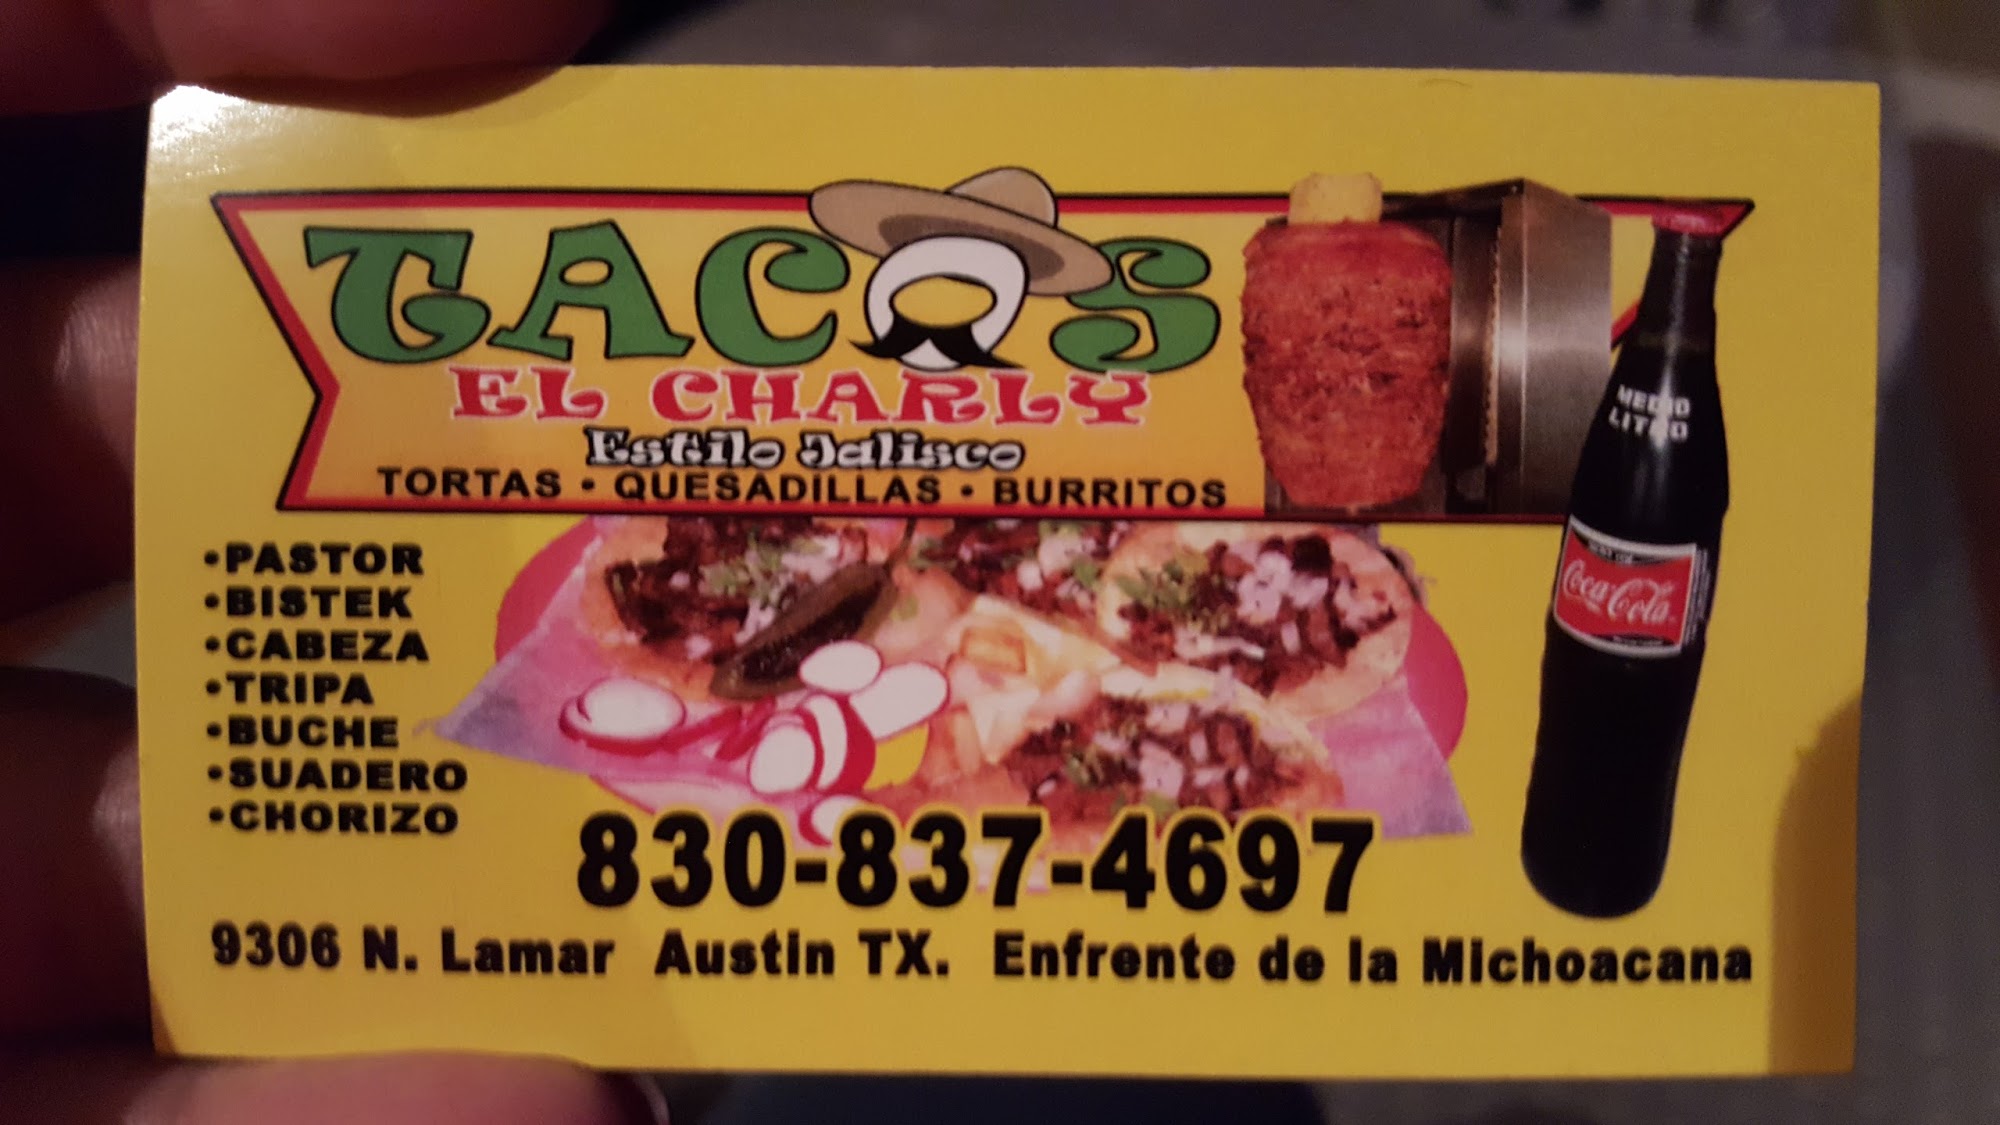 TACOS
EL CHARLY
Estilo Jalisco
TORTAS • QUESADILLAS • BURRITOS
MEDIO
LITRO
Coca-Cola
•PASTOR
•BISTEK
•CABEZA
•TRIPA
•BUCHE
•SUADERO
•CHORIZO
830-837-4697
9306 N. Lamar Austin TX. Enfrente de la Michoacana